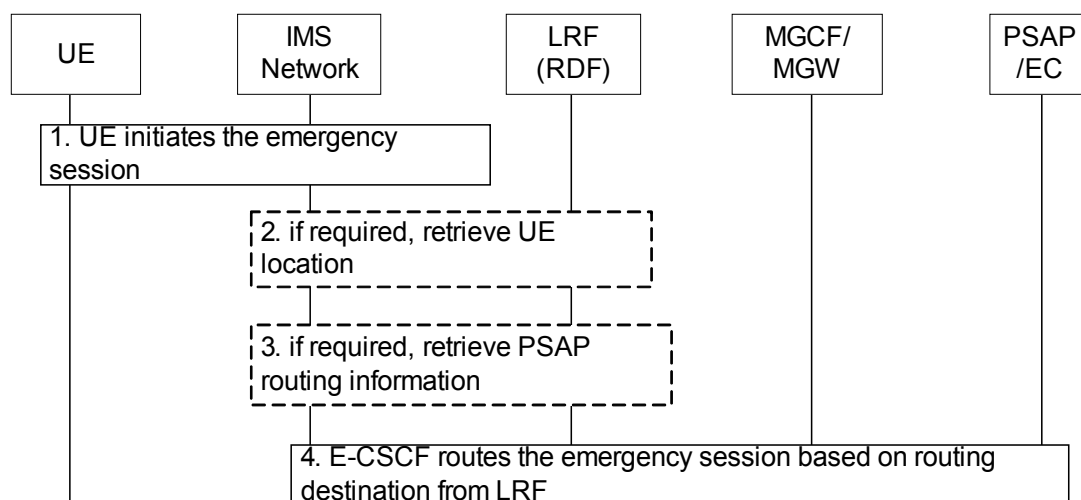 UE
IMS
Network
LRF
(RDF)
MGCF/
MGW
PSAP
/EC
1. UE initiates the emergency
session
2. if required, retrieve UE
location
3. if required, retrieve PSAP
routing information
4. E-CSCF routes the emergency session based on routing
destination from LRF